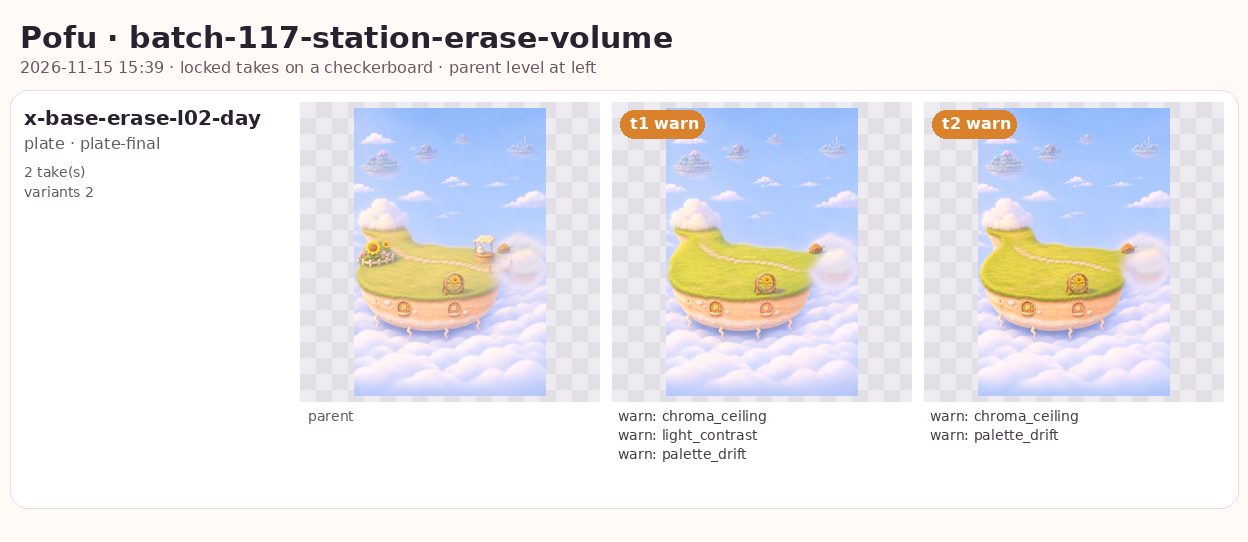 Pofu · batch-117-station-erase-volume
2026-11-15 15:39 · locked takes on a checkerboard · parent level at left
x-base-erase-l02-day
plate · plate-final
2 take(s)
variants 2
parent
t1 warn
warn: chroma_ceiling
warn: light_contrast
warn: palette_drift
t2 warn
warn: chroma_ceiling
warn: palette_drift